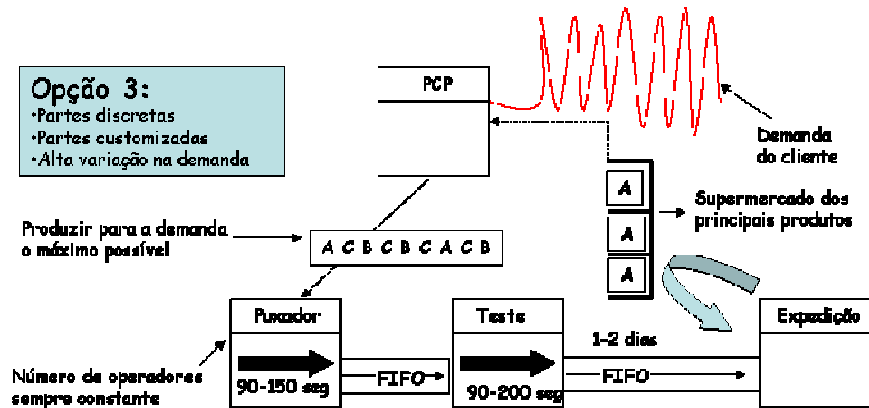 Opção 3:
•Partes discretas
•Partes customizadas
•Alta variação na demanda
PCP
Demanda
do cliente
Supermercado dos
principais produtos
A
A
A
Produzir para a demanda
o máximo possível
A C B C B C A C B
Puxador
90-150 seg
FIFO
Teste
90-200 seg
1-2 dias
FIFO
Expedição
Número de operadores
sempre constante